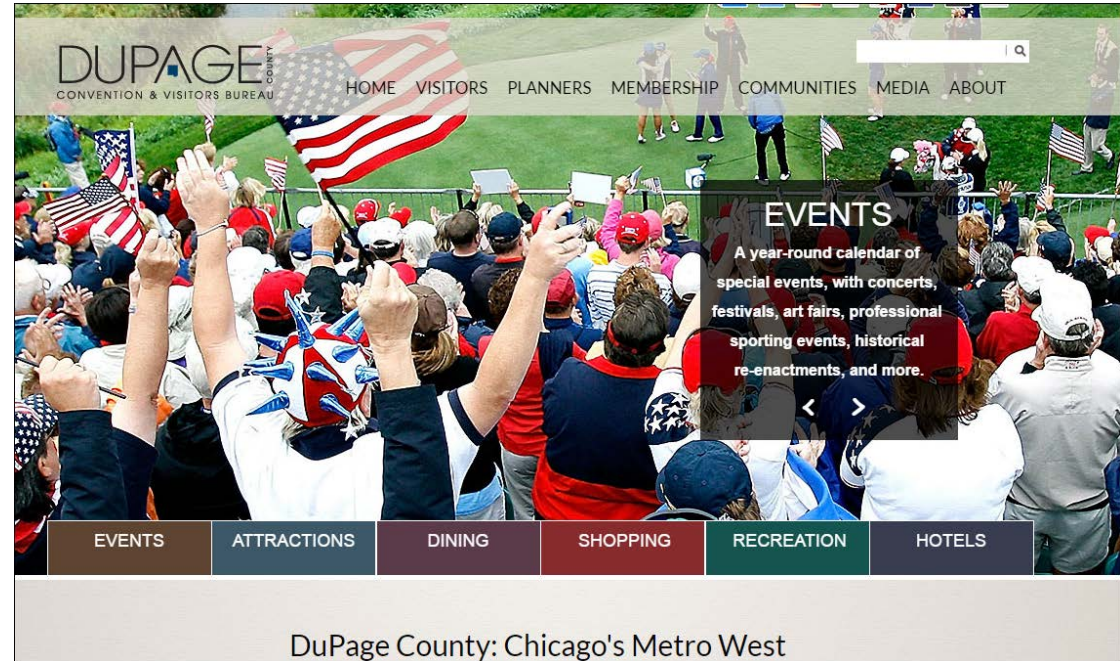 DUPAGE
COUNTY
CONVENTION & VISITORS BUREAU
HOME VISITORS PLANNERS MEMBERSHIP COMMUNITIES MEDIA ABOUT
EVENTS
A year-round calendar of
special events, with concerts,
festivals, art fairs, professional
sporting events, historical
re-enactments, and more.
EVENTS ATTRACTIONS DINING SHOPPING RECREATION HOTELS
DuPage County: Chicago's Metro West